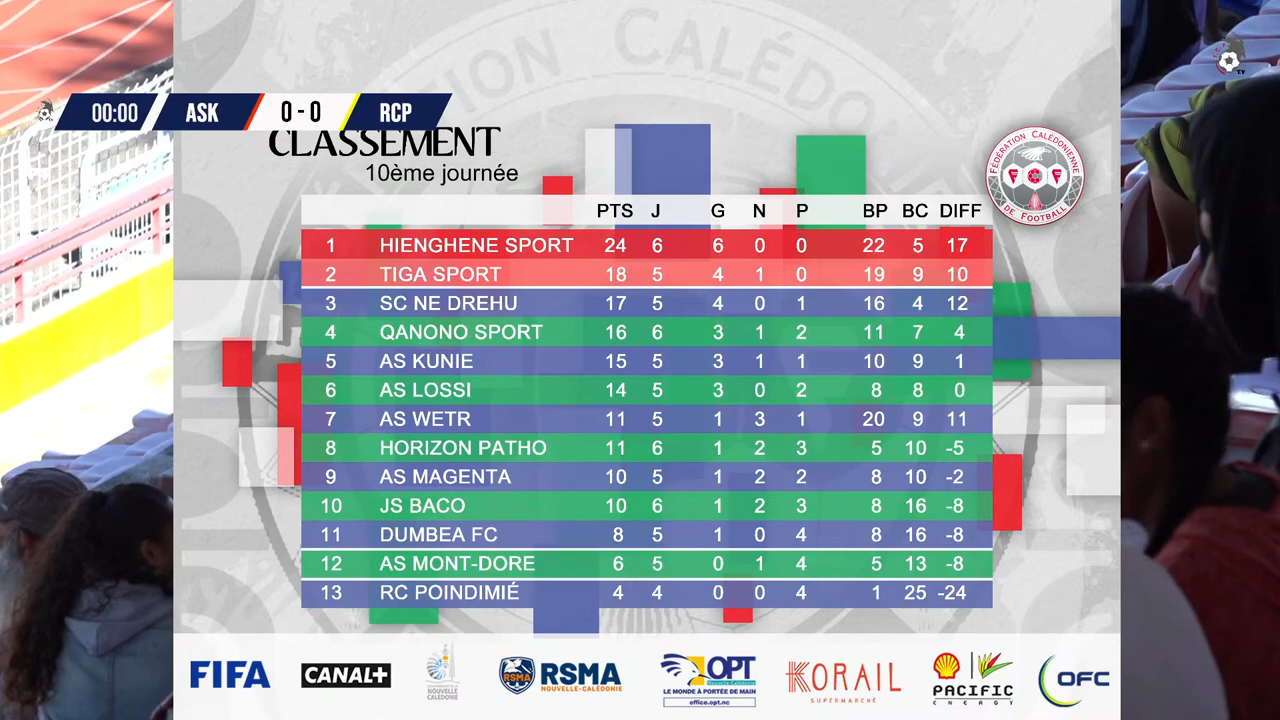 TV
00:00 ASK 0 - 0 RCP
CLASSEMENT
10ème journée
FÉDÉRATION CALÉDONIENNE
DE FOOTBALL
PTS J G N P BP BC DIFF
1 HIENGHENE SPORT 24 6 6 0 0 22 5 17
2 TIGA SPORT 18 5 4 1 0 19 9 10
3 SC NE DREHU 17 5 4 0 1 16 4 12
4 QANONO SPORT 16 6 3 1 2 11 7 4
5 AS KUNIE 15 5 3 1 1 10 9 1
6 AS LOSSI 14 5 3 0 2 8 8 0
7 AS WETR 11 5 1 3 1 20 9 11
8 HORIZON PATHO 11 6 1 2 3 5 10 -5
9 AS MAGENTA 10 5 1 2 2 8 10 -2
10 JS BACO 10 6 1 2 3 8 16 -8
11 DUMBEA FC 8 5 1 0 4 8 16 -8
12 AS MONT-DORE 6 5 0 1 4 5 13 -8
13 RC POINDIMIÉ 4 4 0 0 4 1 25 -24
FIFA
CANAL+
NOUVELLE
CALÉDONIE
RSMA
RSMA
NOUVELLE-CALÉDONIE
OPT
Nouvelle-Calédonie
LE MONDE À PORTÉE DE MAIN
office.opt.nc
KORAIL
SUPERMARCHÉ
PACIFIC
ENERGY
OFC